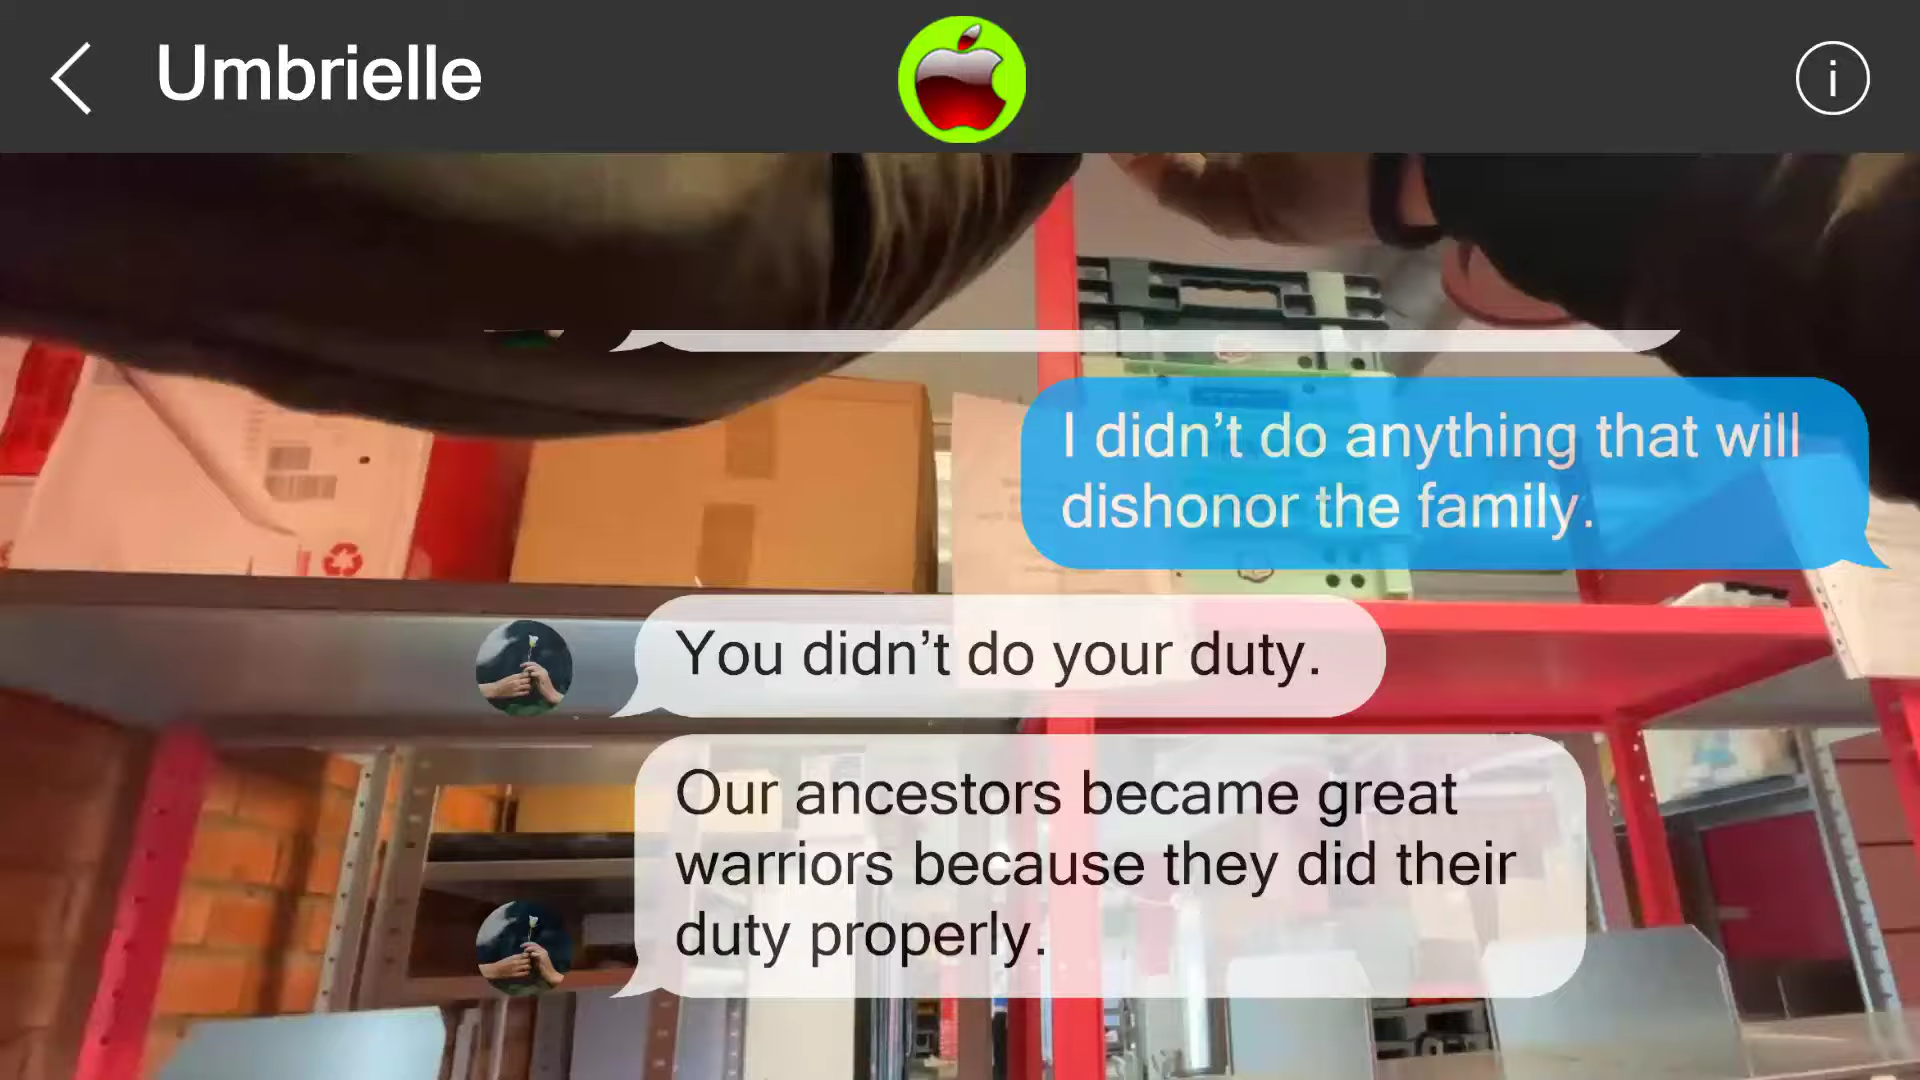 Umbrielle
I didn’t do anything that will
dishonor the family.
You didn’t do your duty.
Our ancestors became great
warriors because they did their
duty properly.